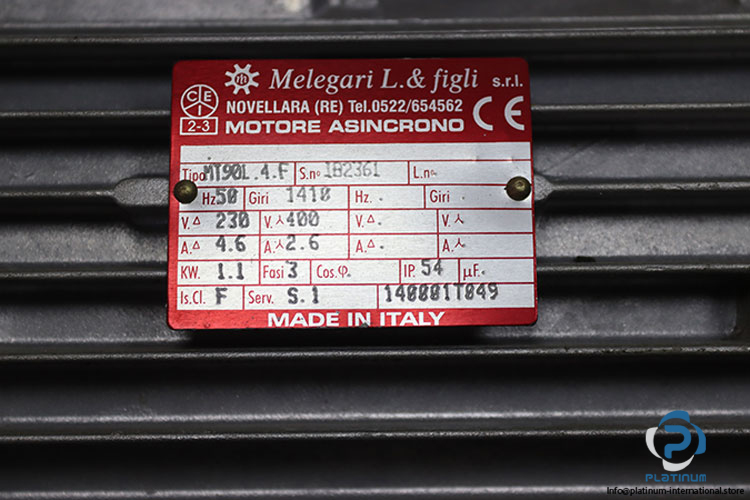 m Melegari L. & figli s.r.l.
CEI NOVELLARA (RE) Tel.0522/654562
2-3 MOTORE ASINCRONO CE
Tipo MT90L.4.F S.n° 1B2361 L.n°
Hz 50 Giri 1410 Hz. . Giri .
V.Δ 230 V.⅄ 400 V.Δ. V.⅄.
A.Δ 4.6 A.⅄ 2.6 A.Δ. A.⅄.
KW. 1.1 Fasi 3 Cos.φ. IP. 54 µF.
Is.Cl. F Serv. S.1 140001T049
MADE IN ITALY
P
PLATINUM
Info@platinum-international.store